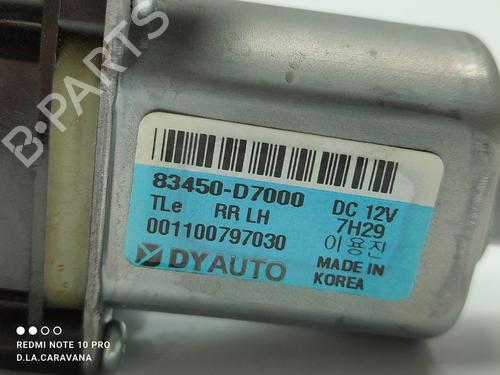 B-PARTS
83450-D7000
DC 12V
TLe RR LH
7H29
001100797030
이용진
DYAUTO
MADE IN
KOREA
REDMI NOTE 10 PRO
D.LA.CARAVANA